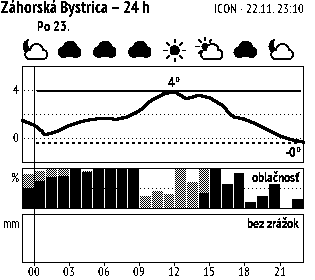 Záhorská Bystrica – 24 h
ICON - 22.11. 23:10
Po 23.
4°
4
0
-0°
%
oblačnosť
mm
bez zrážok
00 03 06 09 12 15 18 21